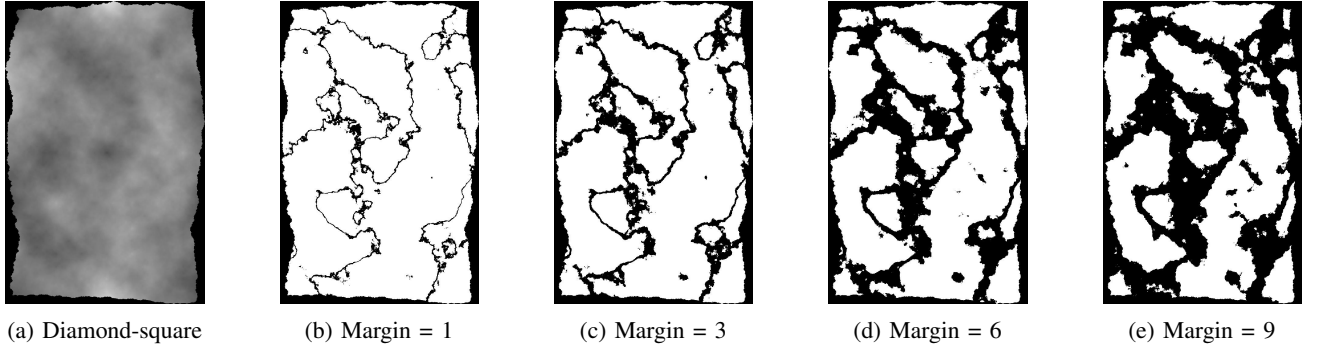 (a) Diamond-square
(b) Margin = 1
(c) Margin = 3
(d) Margin = 6
(e) Margin = 9